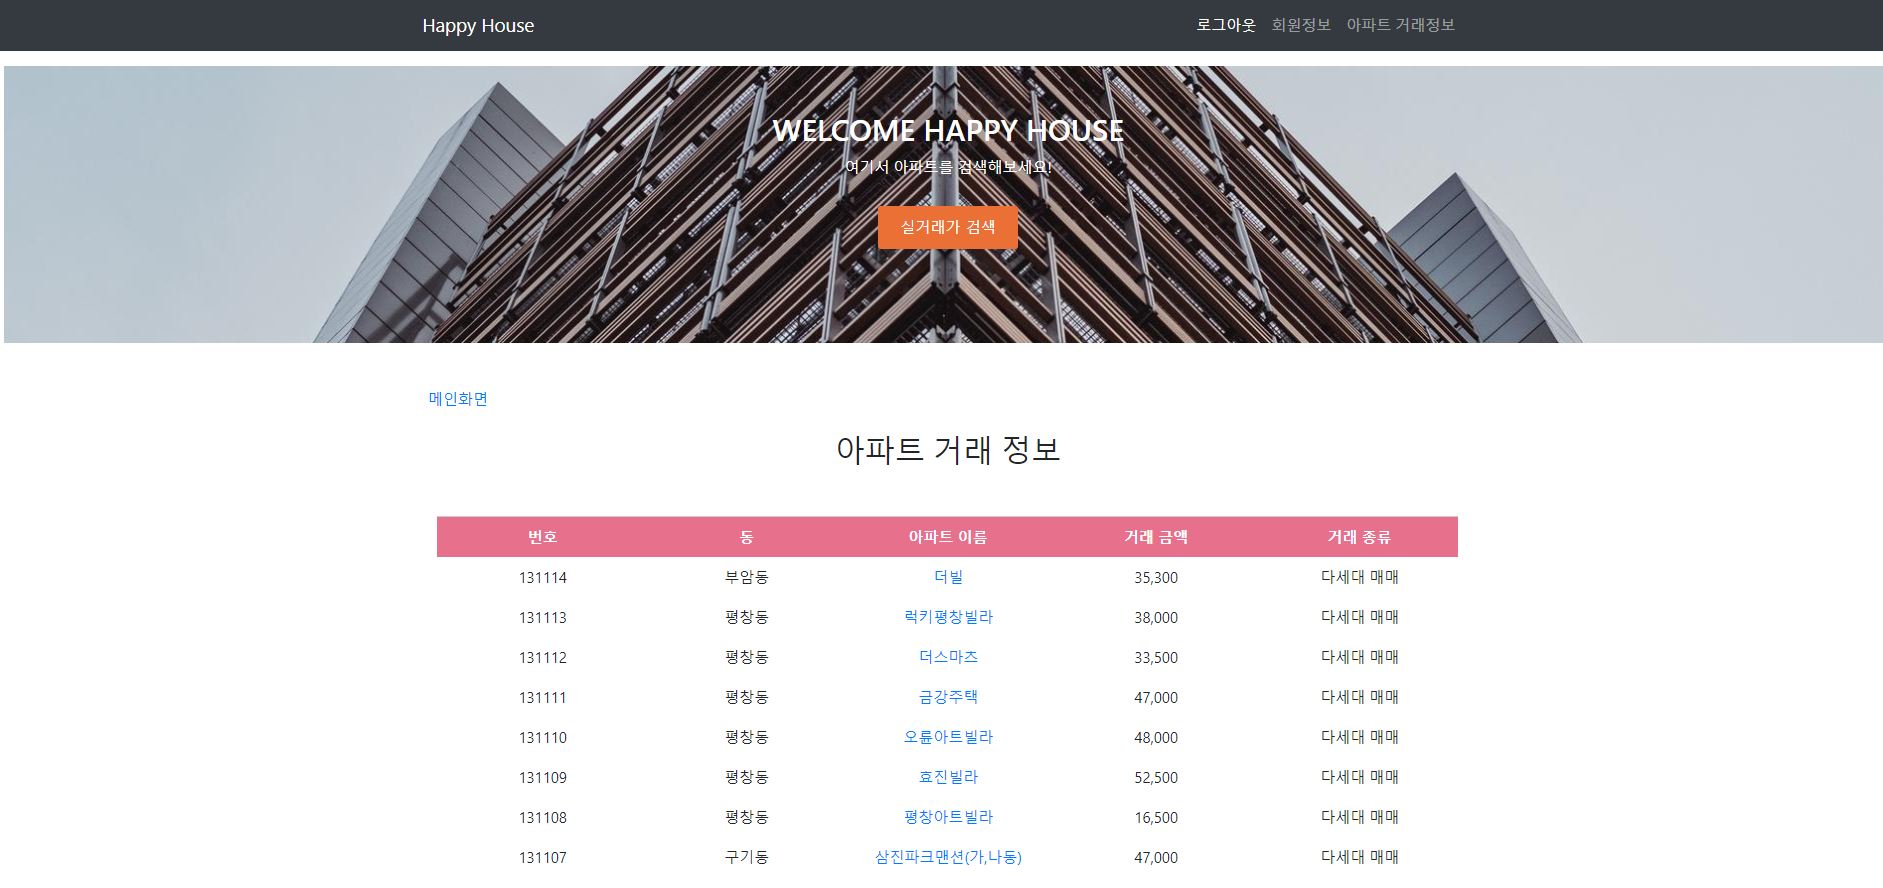 Happy House 로그아웃 회원정보 아파트 거래정보
WELCOME HAPPY HOUSE
여기서 아파트를 검색해보세요!
실거래가 검색
메인화면
아파트 거래 정보
번호 동 아파트 이름 거래 금액 거래 종류
131114 부암동 더빌 35,300 다세대 매매
131113 평창동 럭키평창빌라 38,000 다세대 매매
131112 평창동 더스마즈 33,500 다세대 매매
131111 평창동 금강주택 47,000 다세대 매매
131110 평창동 오륜아트빌라 48,000 다세대 매매
131109 평창동 효진빌라 52,500 다세대 매매
131108 평창동 평창아트빌라 16,500 다세대 매매
131107 구기동 삼진파크맨션(가,나동) 47,000 다세대 매매